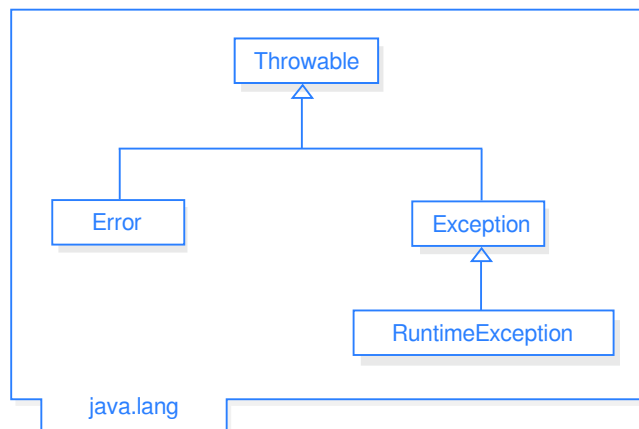 Throwable
Error
Exception
RuntimeException
java.lang